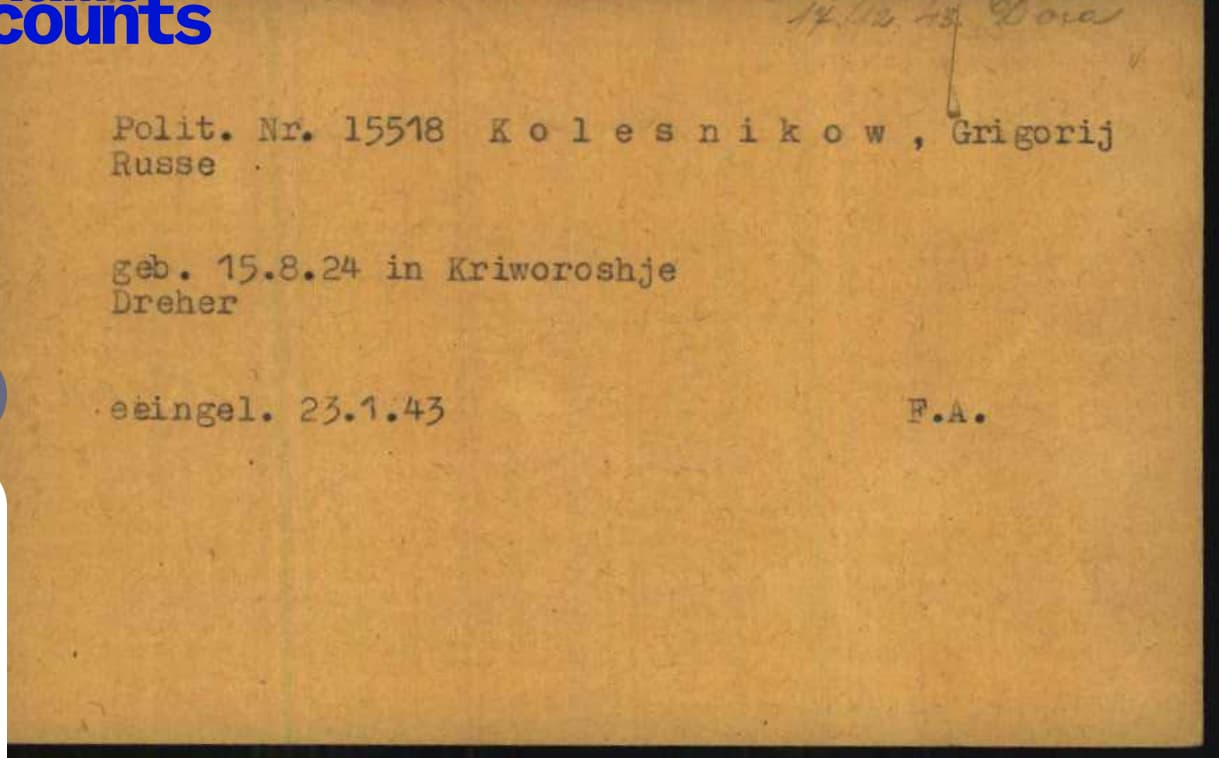 counts
14.12.43 Dora
Polit. Nr. 15518 Kolesnikow, Grigorij
Russe
geb. 15.8.24 in Kriworoshje
Dreher
eeingel. 23.1.43 F.A.